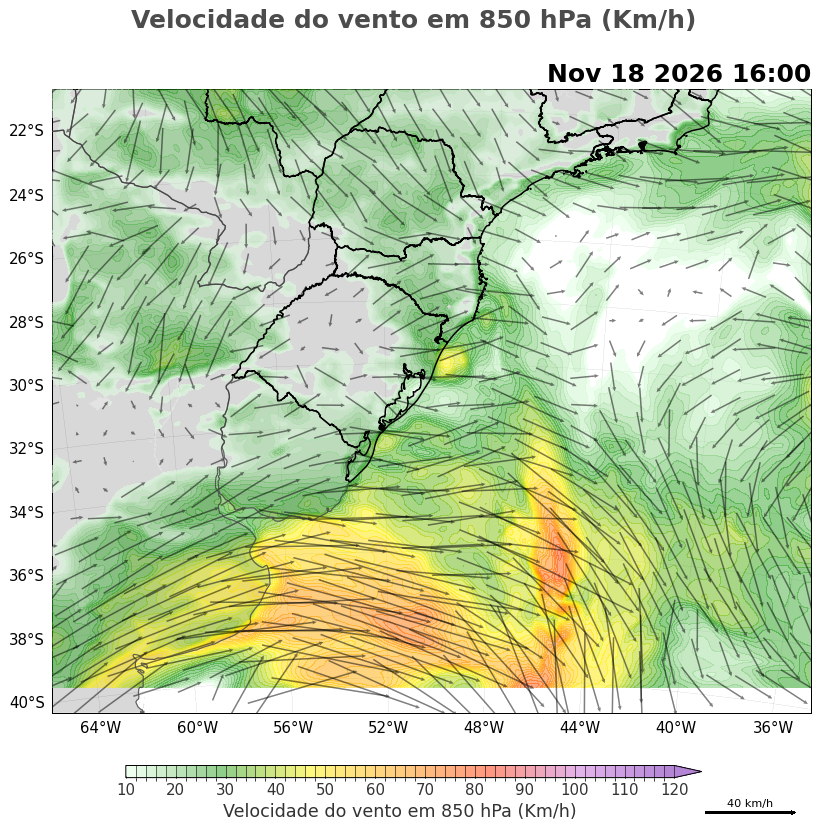 Velocidade do vento em 850 hPa (Km/h)
Nov 18 2026 16:00
22°S
24°S
26°S
28°S
30°S
32°S
34°S
36°S
38°S
40°S
64°W 60°W 56°W 52°W 48°W 44°W 40°W 36°W
10 20 30 40 50 60 70 80 90 100 110 120
40 km/h
Velocidade do vento em 850 hPa (Km/h)